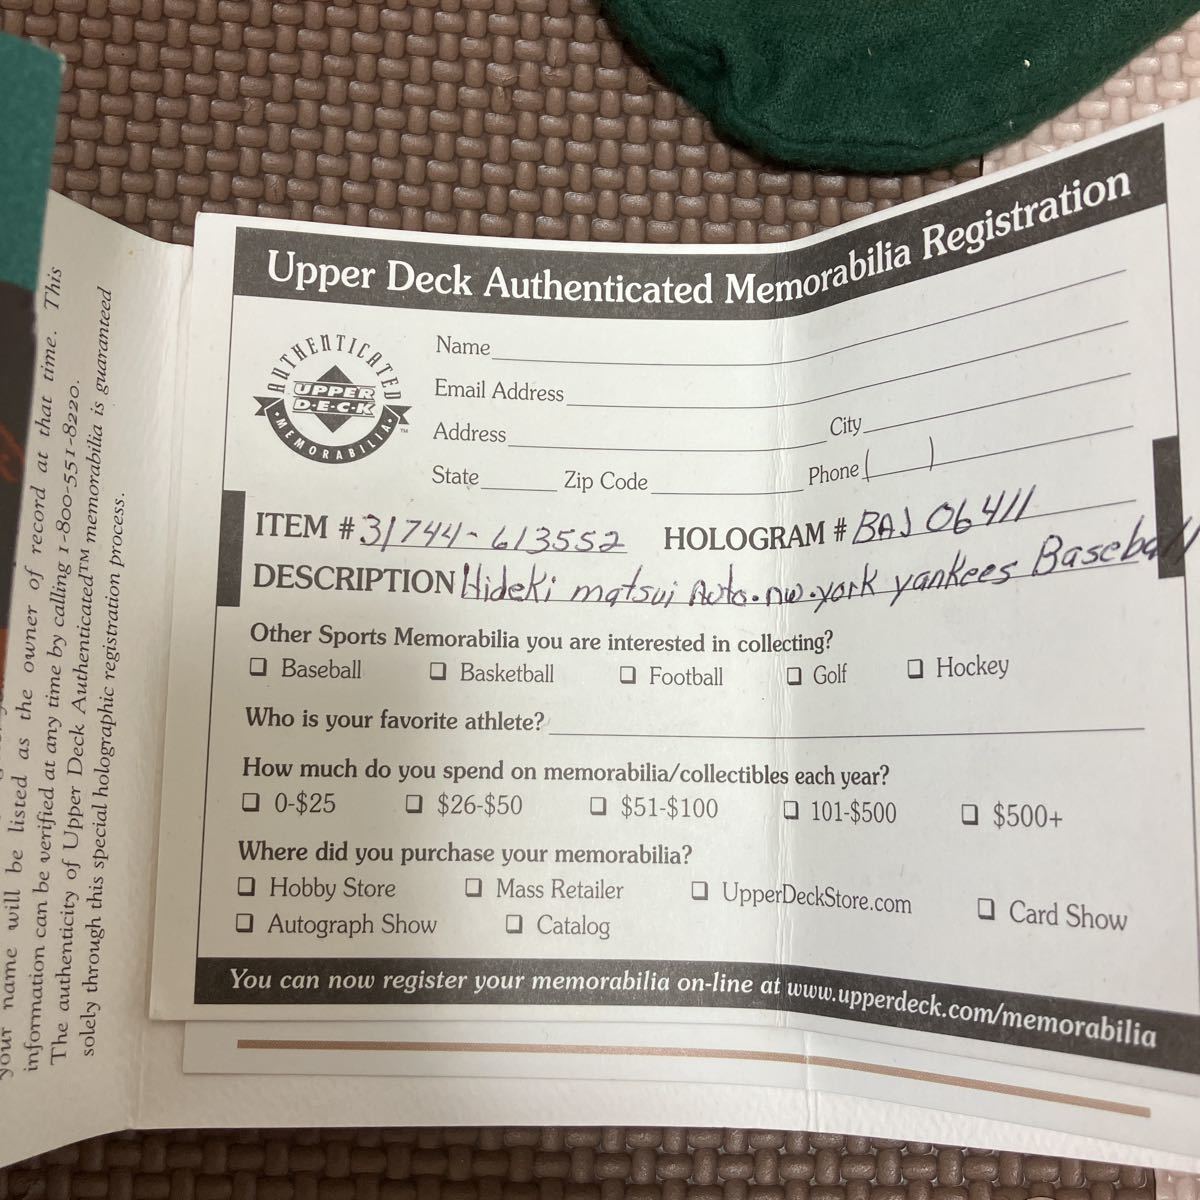 your name will be listed as the owner of record at that time. This
information can be verified at any time by calling 1-800-551-8220.
The authenticity of Upper Deck Authenticated™ memorabilia is guaranteed
solely through this special holographic registration process.
Upper Deck Authenticated Memorabilia Registration
AUTHENTICATED
UPPER
D·E·C·K
MEMORABILIA
™
Name
Email Address
Address City
State Zip Code Phone ( )
ITEM # 31744-613552 HOLOGRAM # BAJ 06411
DESCRIPTION Hideki matsui Auto. nw. york yankees Baseball
Other Sports Memorabilia you are interested in collecting?
❑ Baseball ❑ Basketball ❑ Football ❑ Golf ❑ Hockey
Who is your favorite athlete?
How much do you spend on memorabilia/collectibles each year?
❑ 0-$25 ❑ $26-$50 ❑ $51-$100 ❑ 101-$500 ❑ $500+
Where did you purchase your memorabilia?
❑ Hobby Store ❑ Mass Retailer ❑ UpperDeckStore.com ❑ Card Show
❑ Autograph Show ❑ Catalog
You can now register your memorabilia on-line at www.upperdeck.com/memorabilia